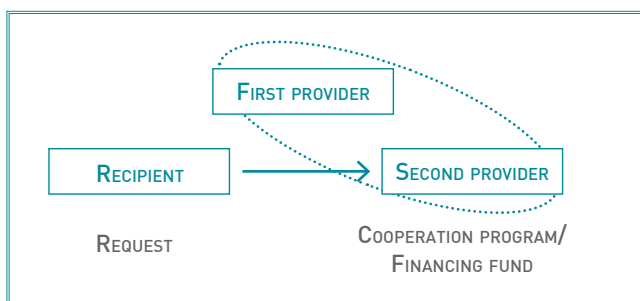 First provider
Recipient
Second provider
Request
Cooperation program/
Financing fund